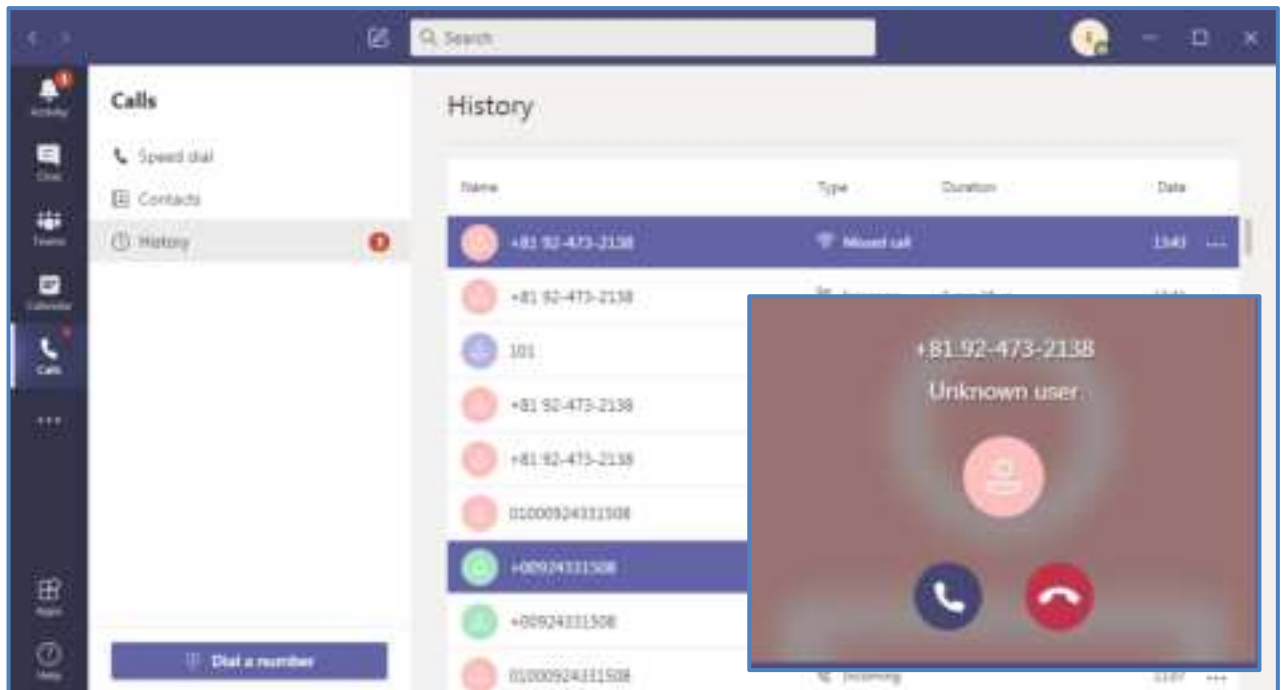 Search
Activity
Chat
Teams
Calendar
Calls
Apps
Help
Calls
Speed dial
Contacts
History
Dial a number
History
Name Type Duration Date
+81 92-473-2138 Missed call
+81 92-473-2138
101
+81 92-473-2138
+81 92-473-2138
01000924331508
+00924331508
+00924331508
01000924331508 Incoming
+81 92-473-2138
Unknown user